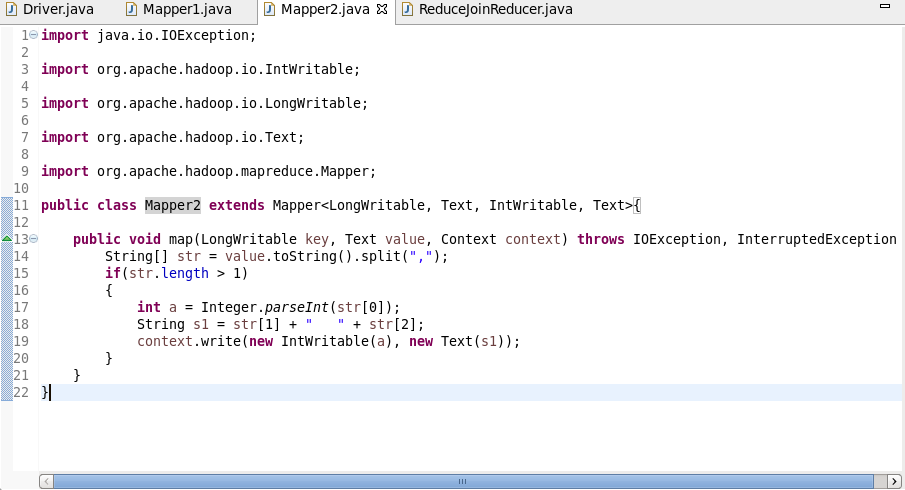 Driver.java Mapper1.java Mapper2.java ReduceJoinReducer.java
1 import java.io.IOException;
2
3 import org.apache.hadoop.io.IntWritable;
4
5 import org.apache.hadoop.io.LongWritable;
6
7 import org.apache.hadoop.io.Text;
8
9 import org.apache.hadoop.mapreduce.Mapper;
10
11 public class Mapper2 extends Mapper<LongWritable, Text, IntWritable, Text>{
12
13     public void map(LongWritable key, Text value, Context context) throws IOException, InterruptedException
14         String[] str = value.toString().split(",");
15         if(str.length > 1)
16         {
17             int a = Integer.parseInt(str[0]);
18             String s1 = str[1] + "   " + str[2];
19             context.write(new IntWritable(a), new Text(s1));
20         }
21     }
22 }